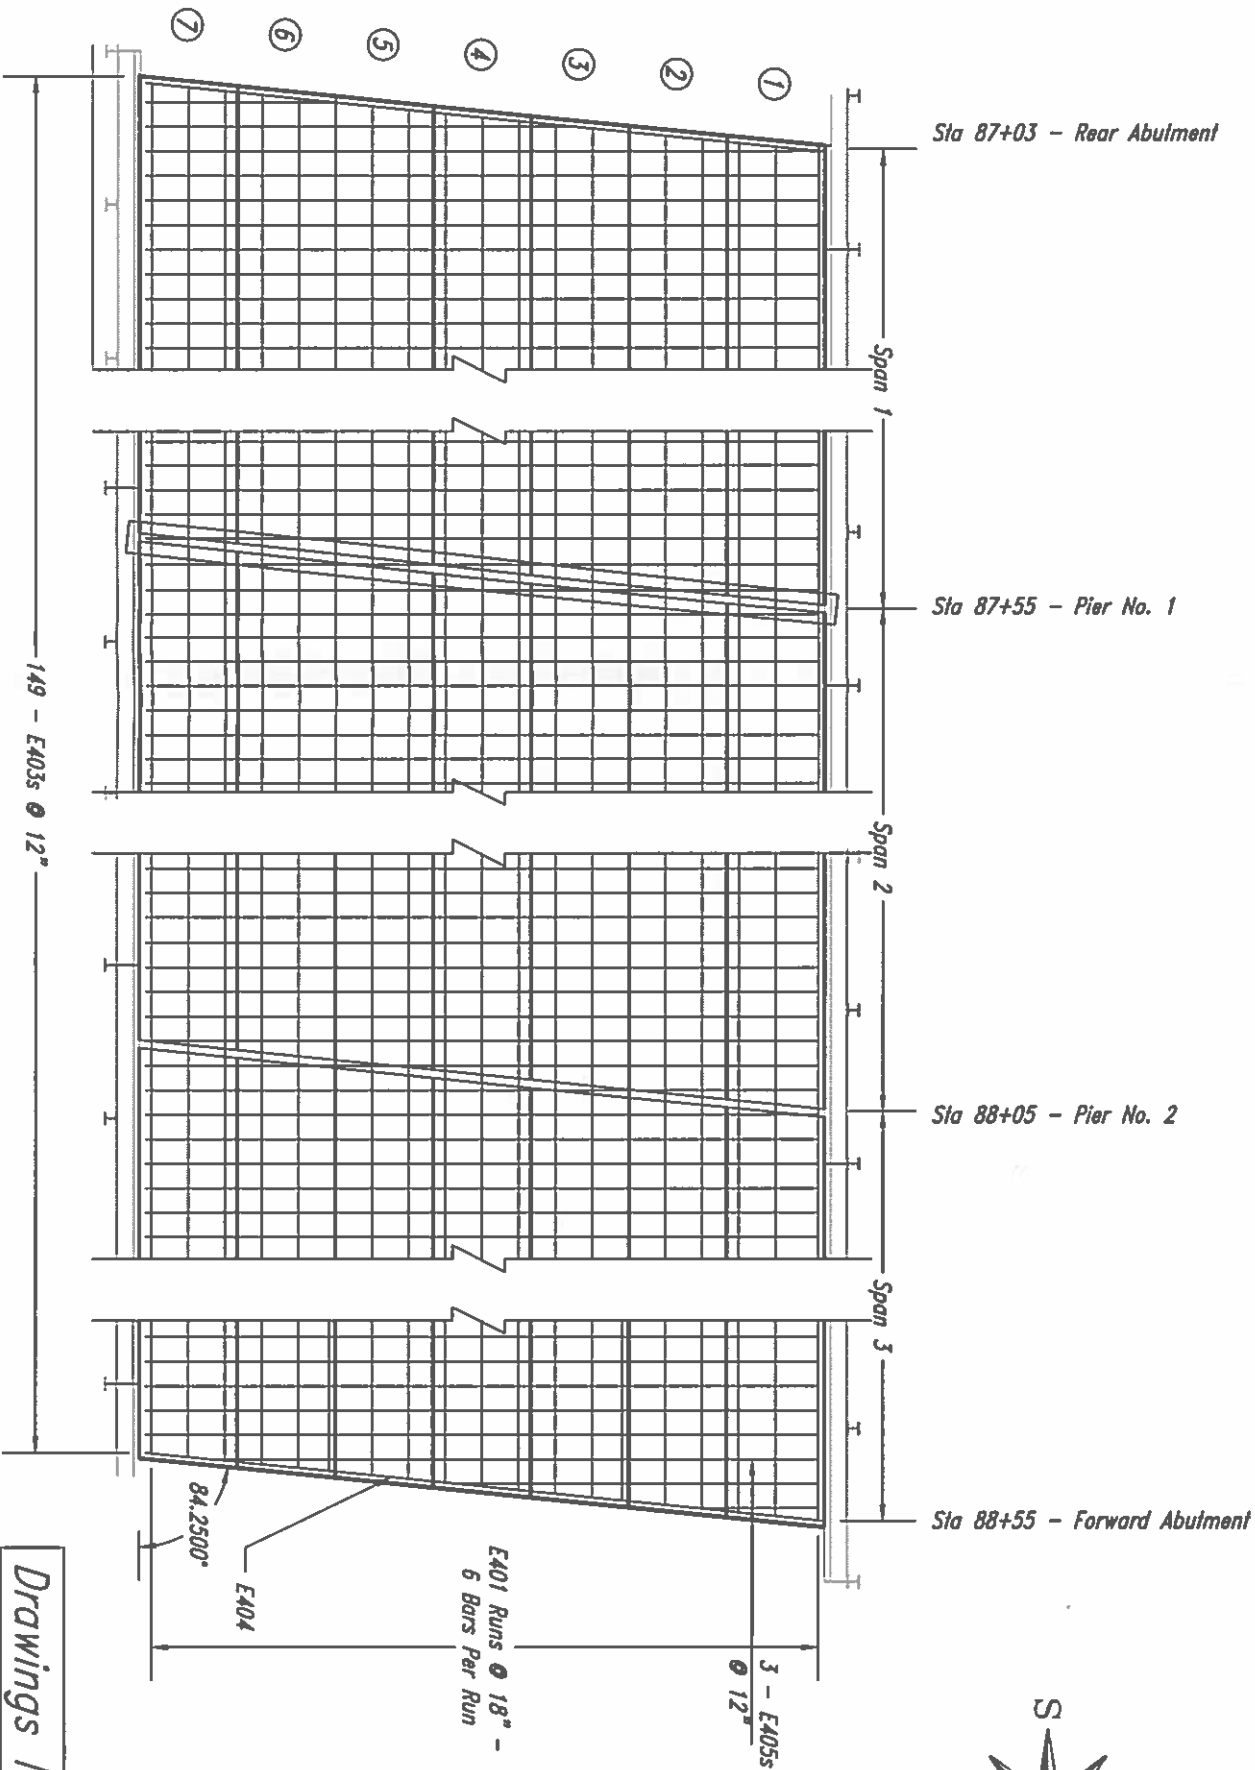 7
6
5
4
3
2
1
Sta 87+03 - Rear Abutment
Span 1
Sta 87+55 - Pier No. 1
Span 2
Sta 88+05 - Pier No. 2
Span 3
Sta 88+55 - Forward Abutment
149 - E403s @ 12"
84.2500°
E404
E401 Runs @ 18" -
6 Bars Per Run
3 - E405s
@ 12"
S
Drawings